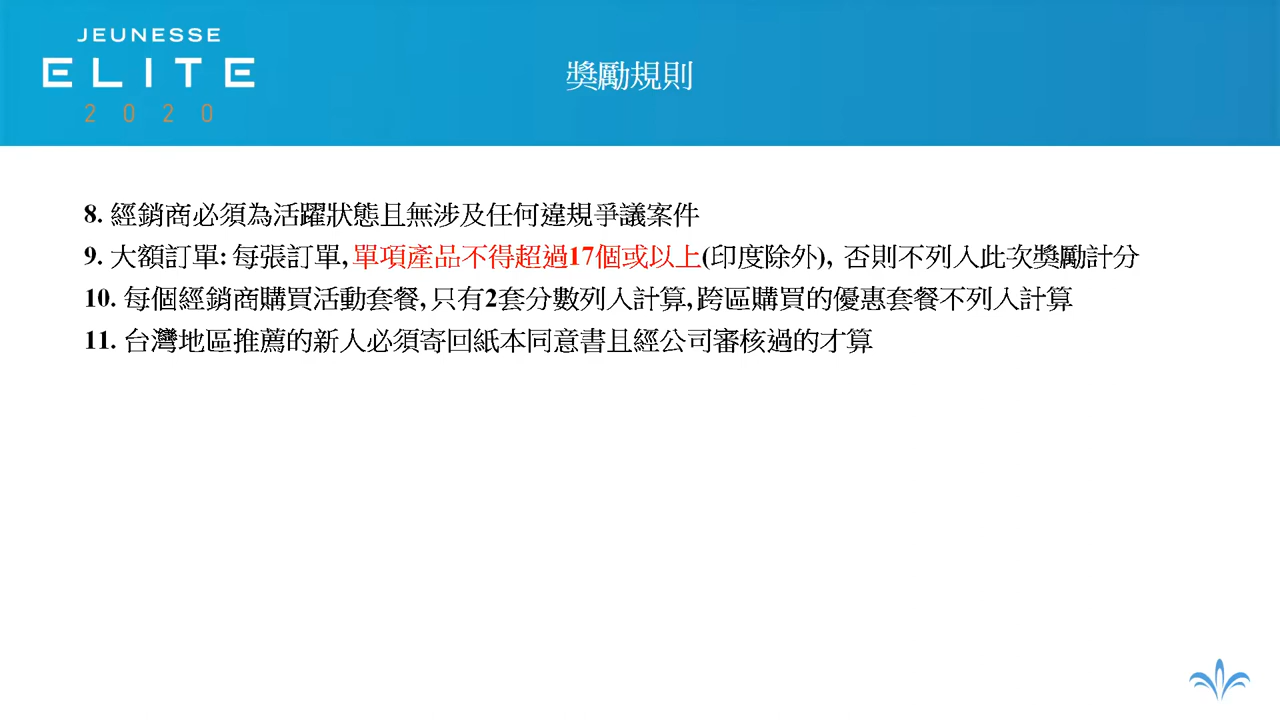 JEUNESSE
ELITE
2020
獎勵規則
8. 經銷商必須為活躍狀態且無涉及任何違規爭議案件
9. 大額訂單: 每張訂單, 單項產品不得超過17個或以上(印度除外), 否則不列入此次獎勵計分
10. 每個經銷商購買活動套餐, 只有2套分數列入計算, 跨區購買的優惠套餐不列入計算
11. 台灣地區推薦的新人必須寄回紙本同意書且經公司審核過的才算